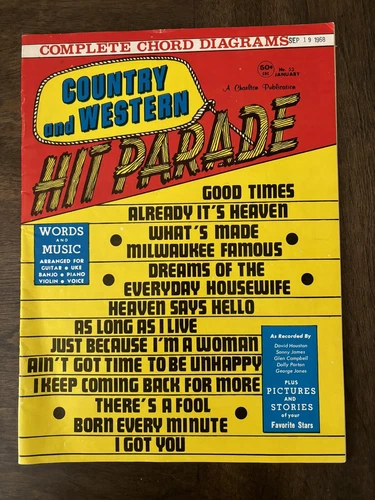 COMPLETE CHORD DIAGRAMS
SEP 19 1968
50¢
No.
JANUARY
A Charlton Publication
COUNTRY
and WESTERN
HIT PARADE
GOOD TIMES
ALREADY IT'S HEAVEN
WHAT'S MADE
MILWAUKEE FAMOUS
DREAMS OF THE
EVERYDAY HOUSEWIFE
HEAVEN SAYS HELLO
AS LONG AS I LIVE
JUST BECAUSE I'M A WOMAN
AIN'T GOT TIME TO BE UNHAPPY
I KEEP COMING BACK FOR MORE
THERE'S A FOOL
BORN EVERY MINUTE
I GOT YOU
WORDS
AND
MUSIC
ARRANGED FOR
GUITAR • UKE
BANJO • PIANO
VIOLIN • VOICE
As Recorded By
David Houston
Sonny James
Glen Campbell
Dolly Parton
George Jones
PLUS
PICTURES
AND
STORIES
of your
Favorite Stars